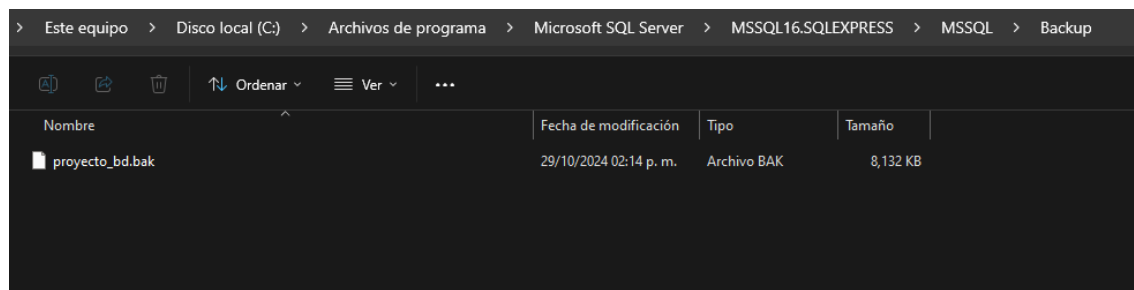 Este equipo > Disco local (C:) > Archivos de programa > Microsoft SQL Server > MSSQL16.SQLEXPRESS > MSSQL > Backup
Ordenar Ver ...
Nombre Fecha de modificación Tipo Tamaño
proyecto_bd.bak 29/10/2024 02:14 p. m. Archivo BAK 8,132 KB